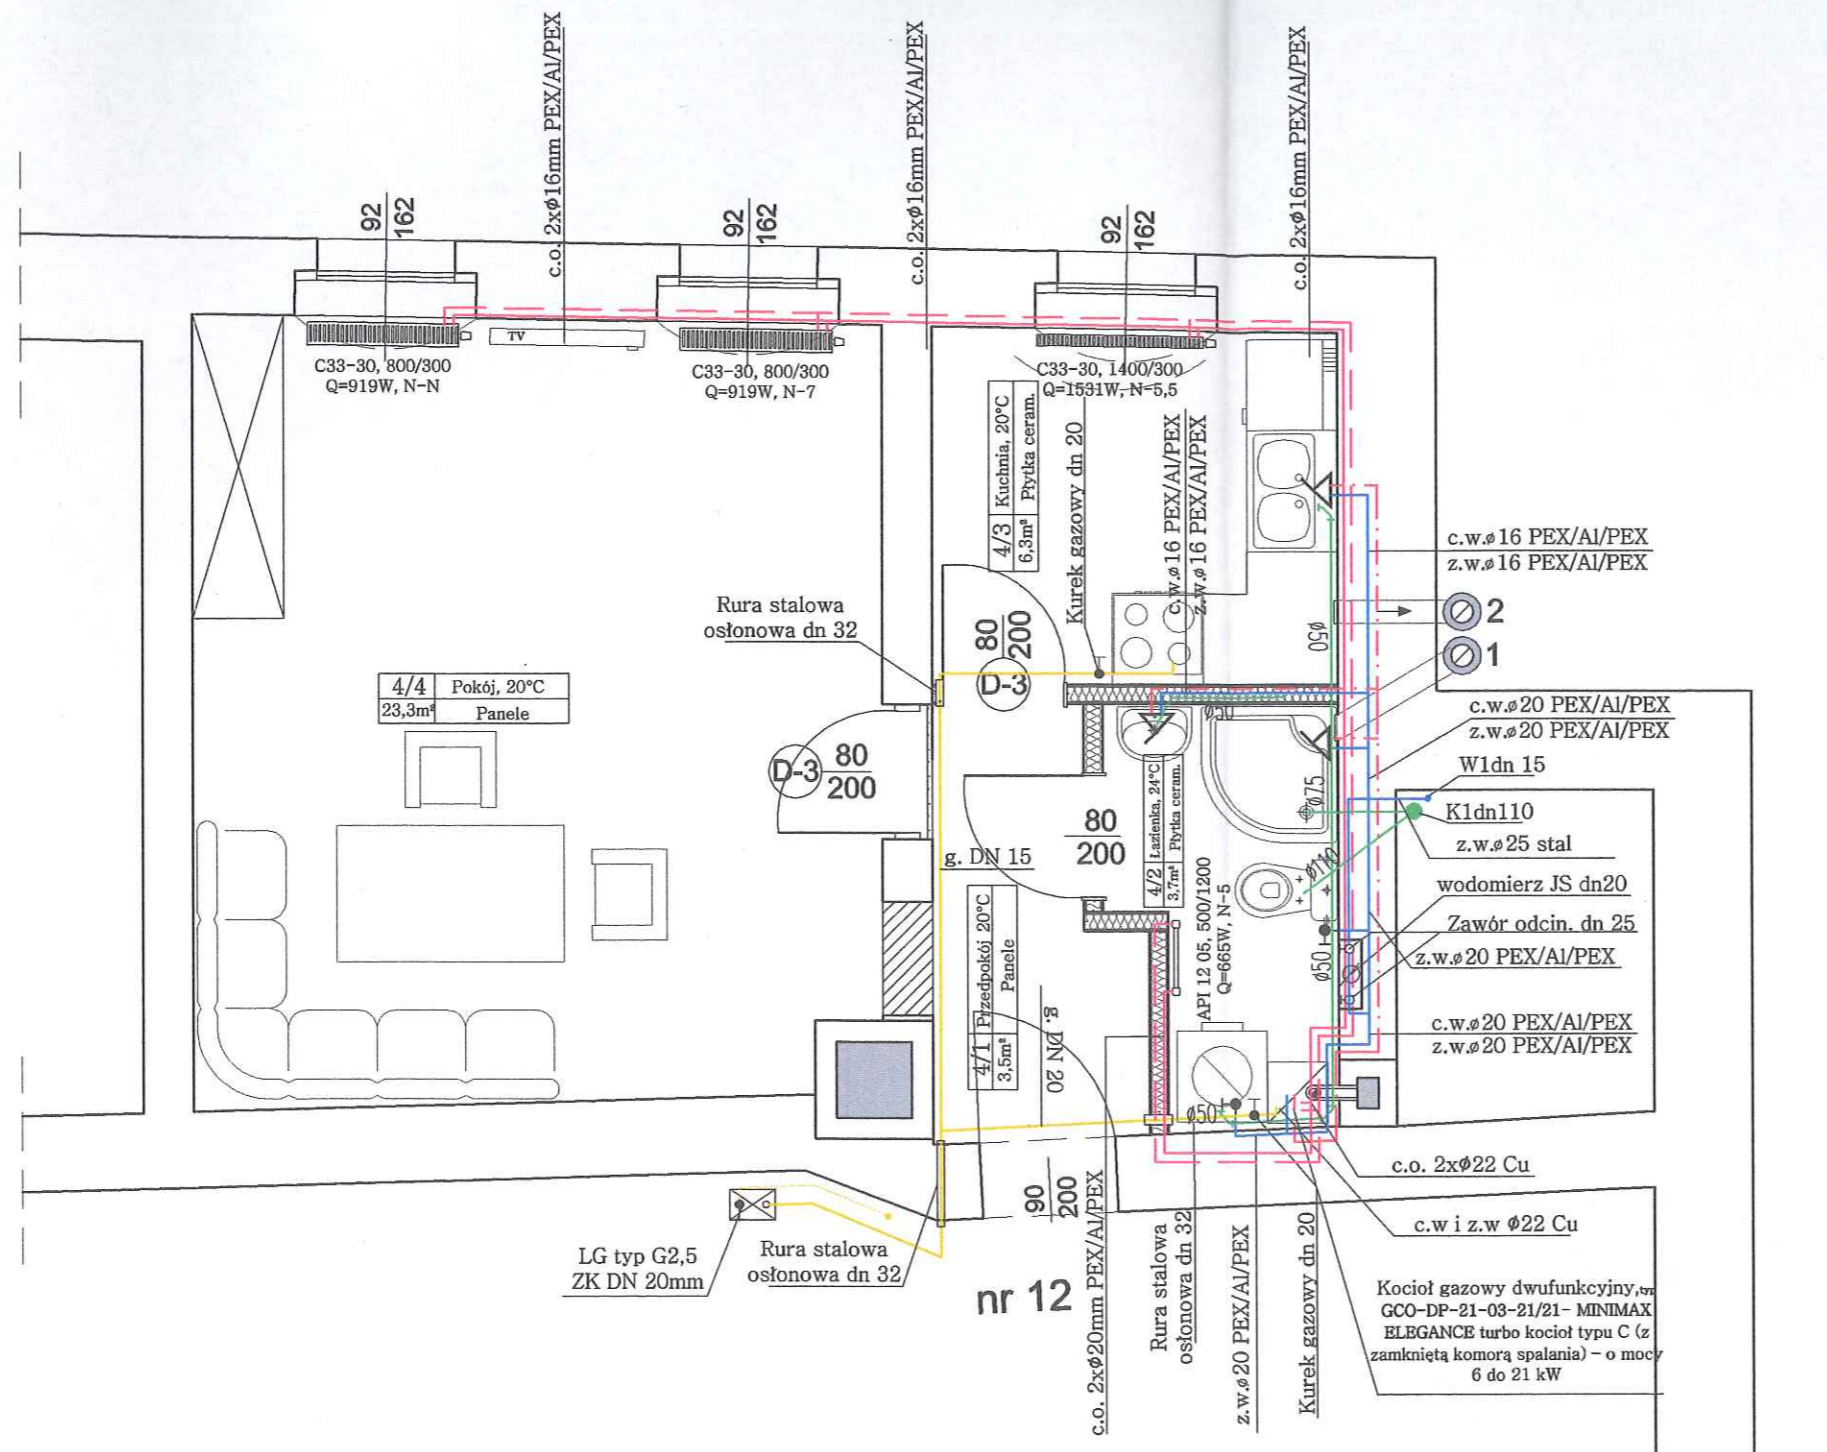 c.o. 2xφ16mm PEX/Al/PEX
c.o. 2xφ16mm PEX/Al/PEX
c.o. 2xφ16mm PEX/Al/PEX
92
162
92
162
92
162
TV
C33-30, 800/300
Q=919W, N-N
C33-30, 800/300
Q=919W, N-7
C33-30, 1400/300
Q=1531W, N-5,5
4/3 Kuchnia, 20°C
6,3m² Płytka ceram.
Kurek gazowy dn 20
c.w.ø16 PEX/Al/PEX
z.w.ø16 PEX/Al/PEX
c.w.ø16 PEX/Al/PEX
z.w.ø16 PEX/Al/PEX
2
1
ø50
Rura stalowa
osłonowa dn 32
80
200
D-3
4/4 Pokój, 20°C
23,3m² Panele
D-3
80
200
ø50
c.w.ø20 PEX/Al/PEX
z.w.ø20 PEX/Al/PEX
W1dn 15
K1dn110
z.w.ø25 stal
ø75
80
200
4/2 Łazienka, 24°C
3,7m² Płytka ceram.
g. DN 15
ø110
wodomierz JS dn20
Zawór odcin. dn 25
z.w.ø20 PEX/Al/PEX
API 12 05, 500/1200
Q=665W, N-5
ø50
4/1 Przedpokój 20°C
3,5m² Panele
g. DN 20
c.w.ø20 PEX/Al/PEX
z.w.ø20 PEX/Al/PEX
ø50
c.o. 2xφ22 Cu
c.w i z.w φ22 Cu
90
200
LG typ G2,5
ZK DN 20mm
Rura stalowa
osłonowa dn 32
nr 12
c.o. 2xφ20mm PEX/Al/PEX
Rura stalowa
osłonowa dn 32
z.w.ø20 PEX/Al/PEX
Kurek gazowy dn 20
Kocioł gazowy dwufunkcyjny, typ
GCO-DP-21-03-21/21- MINIMAX
ELEGANCE turbo kocioł typu C (z
zamkniętą komorą spalania) - o mocy
6 do 21 kW